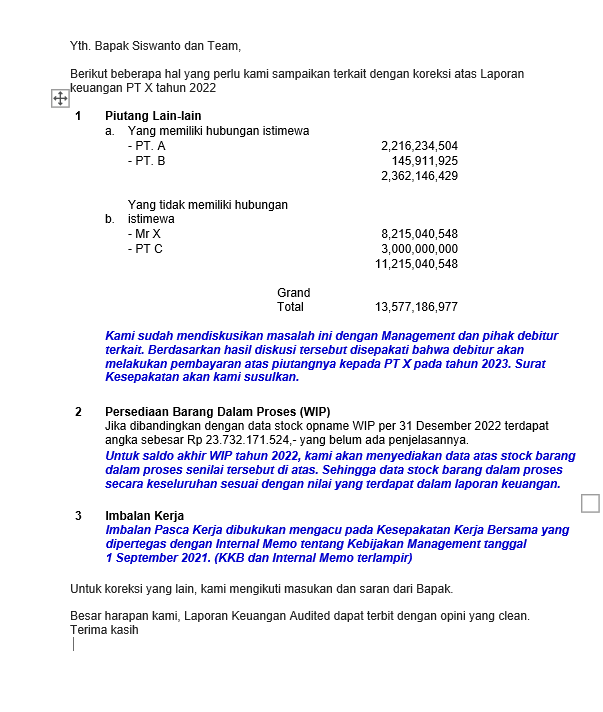 Yth. Bapak Siswanto dan Team,
Berikut beberapa hal yang perlu kami sampaikan terkait dengan koreksi atas Laporan
keuangan PT X tahun 2022
1 Piutang Lain-lain
a. Yang memiliki hubungan istimewa
- PT. A 2,216,234,504
- PT. B 145,911,925
2,362,146,429
Yang tidak memiliki hubungan
b. istimewa
- Mr X 8,215,040,548
- PT C 3,000,000,000
11,215,040,548
Grand
Total 13,577,186,977
Kami sudah mendiskusikan masalah ini dengan Management dan pihak debitur
terkait. Berdasarkan hasil diskusi tersebut disepakati bahwa debitur akan
melakukan pembayaran atas piutangnya kepada PT X pada tahun 2023. Surat
Kesepakatan akan kami susulkan.
2 Persediaan Barang Dalam Proses (WIP)
Jika dibandingkan dengan data stock opname WIP per 31 Desember 2022 terdapat
angka sebesar Rp 23.732.171.524,- yang belum ada penjelasannya.
Untuk saldo akhir WIP tahun 2022, kami akan menyediakan data atas stock barang
dalam proses senilai tersebut di atas. Sehingga data stock barang dalam proses
secara keseluruhan sesuai dengan nilai yang terdapat dalam laporan keuangan.
3 Imbalan Kerja
Imbalan Pasca Kerja dibukukan mengacu pada Kesepakatan Kerja Bersama yang
dipertegas dengan Internal Memo tentang Kebijakan Management tanggal
1 September 2021. (KKB dan Internal Memo terlampir)
Untuk koreksi yang lain, kami mengikuti masukan dan saran dari Bapak.
Besar harapan kami, Laporan Keuangan Audited dapat terbit dengan opini yang clean.
Terima kasih